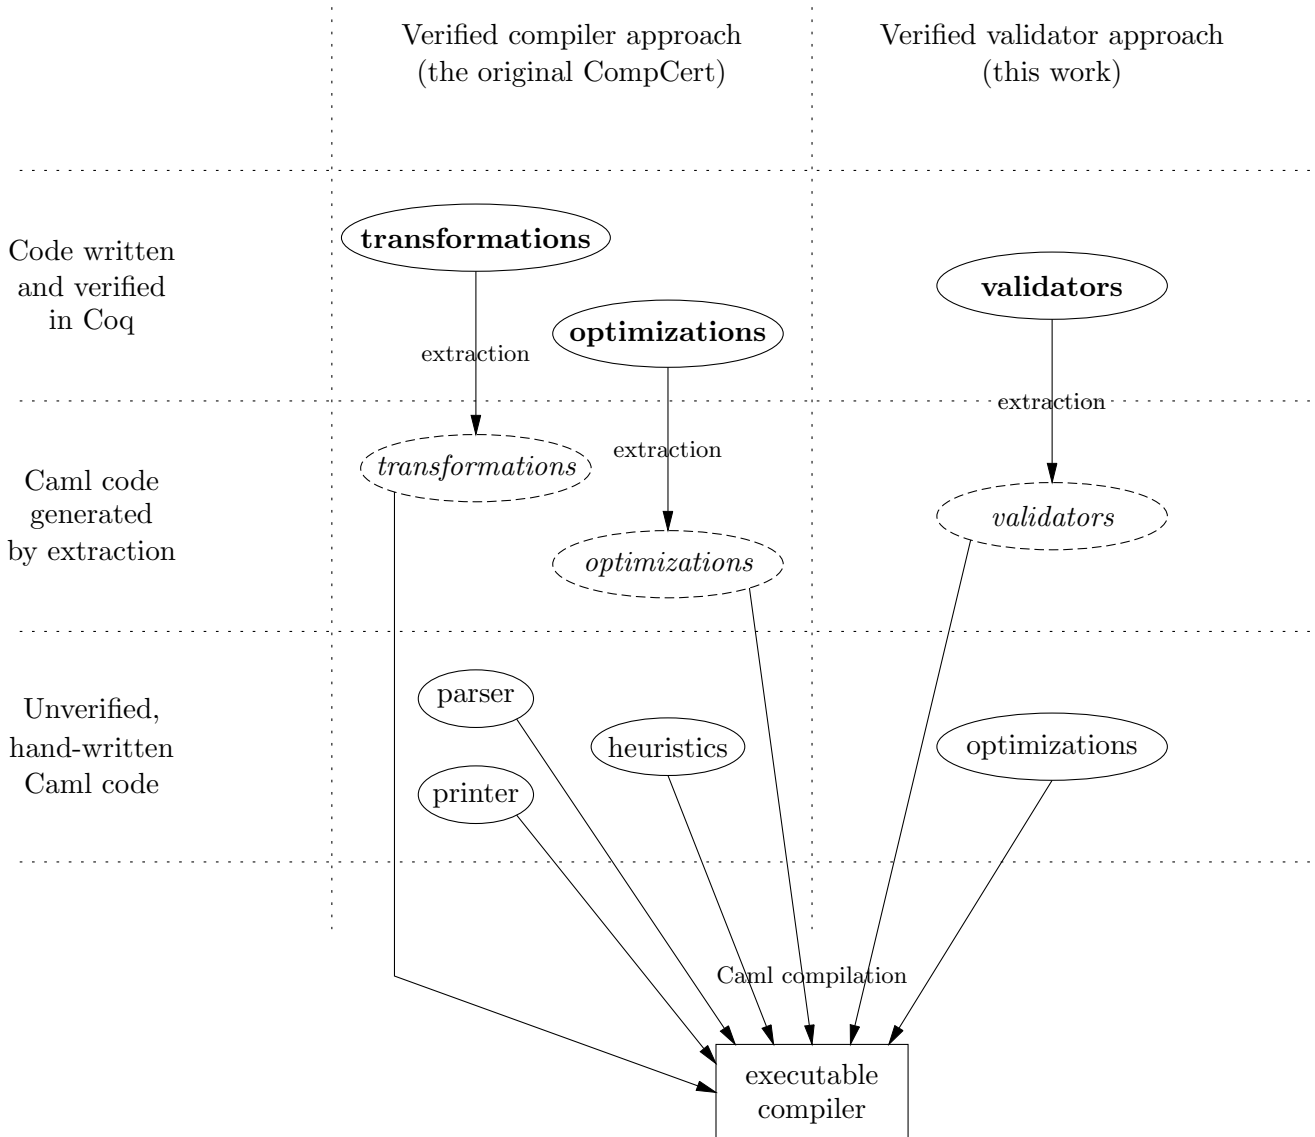 Verified compiler approach
(the original CompCert)
Verified validator approach
(this work)
Code written
and verified
in Coq
transformations
optimizations
validators
extraction
extraction
extraction
Caml code
generated
by extraction
transformations
optimizations
validators
Unverified,
hand-written
Caml code
parser
printer
heuristics
optimizations
Caml compilation
executable
compiler